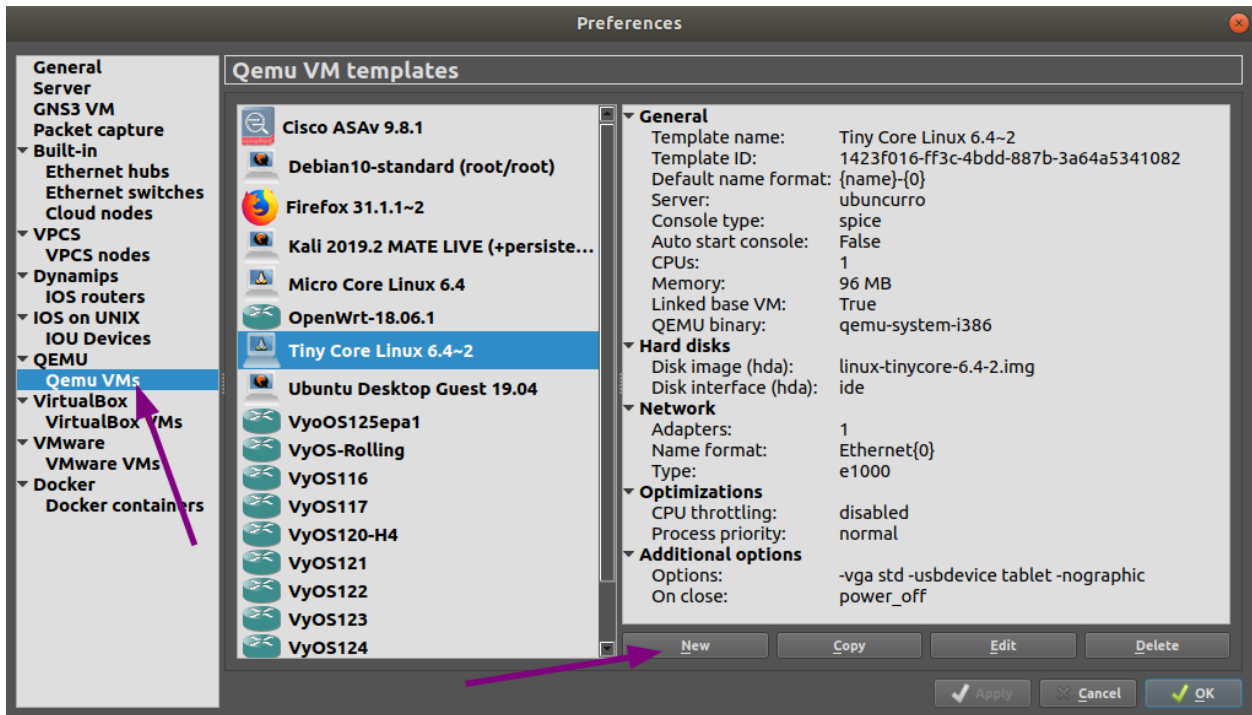 Preferences
General
Server
GNS3 VM
Packet capture
Built-in
Ethernet hubs
Ethernet switches
Cloud nodes
VPCS
VPCS nodes
Dynamips
IOS routers
IOS on UNIX
IOU Devices
QEMU
Qemu VMs
VirtualBox
VirtualBox VMs
VMware
VMware VMs
Docker
Docker containers
Qemu VM templates
Cisco ASAv 9.8.1
Debian10-standard (root/root)
Firefox 31.1.1~2
Kali 2019.2 MATE LIVE (+persiste...
Micro Core Linux 6.4
OpenWrt-18.06.1
Tiny Core Linux 6.4~2
Ubuntu Desktop Guest 19.04
VyoOS125epa1
VyOS-Rolling
VyOS116
VyOS117
VyOS120-H4
VyOS121
VyOS122
VyOS123
VyOS124
General
Template name: Tiny Core Linux 6.4~2
Template ID: 1423f016-ff3c-4bdd-887b-3a64a5341082
Default name format: {name}-{0}
Server: ubuncurro
Console type: spice
Auto start console: False
CPUs: 1
Memory: 96 MB
Linked base VM: True
QEMU binary: qemu-system-i386
Hard disks
Disk image (hda): linux-tinycore-6.4-2.img
Disk interface (hda): ide
Network
Adapters: 1
Name format: Ethernet{0}
Type: e1000
Optimizations
CPU throttling: disabled
Process priority: normal
Additional options
Options: -vga std -usbdevice tablet -nographic
On close: power_off
New Copy Edit Delete
Apply Cancel OK